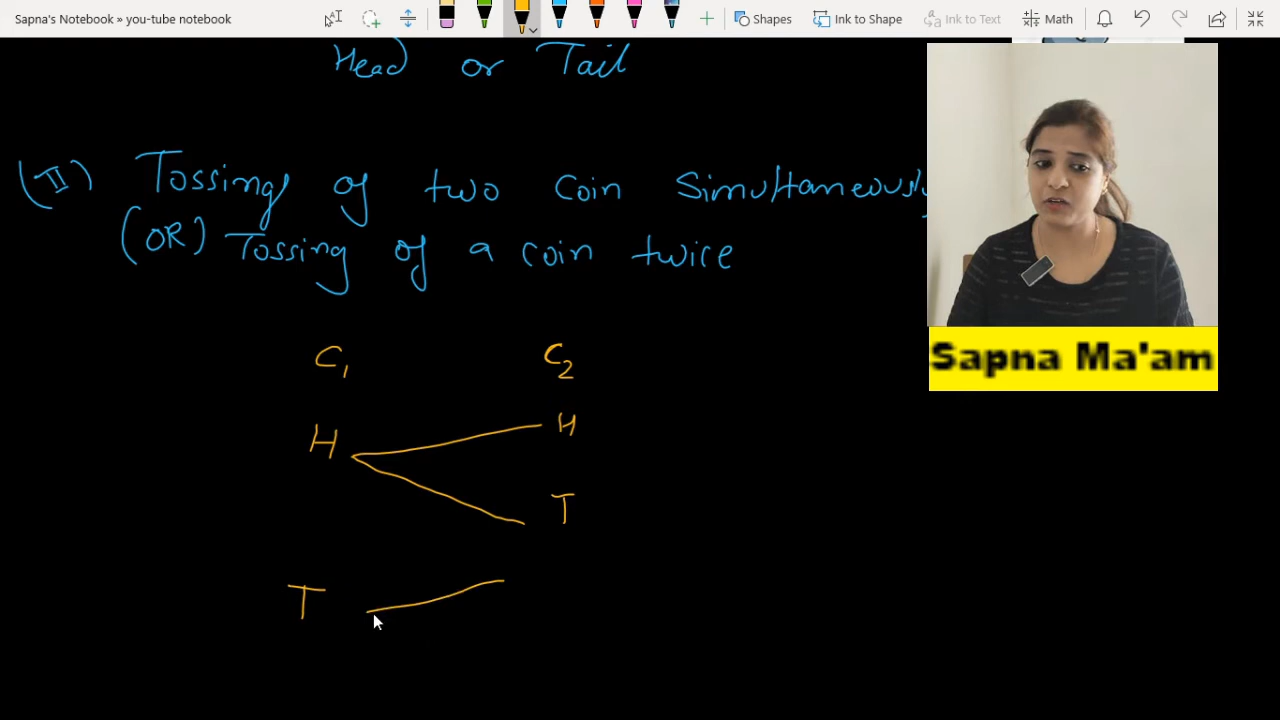 Sapna's Notebook » you-tube notebook
Shapes
Ink to Shape
Ink to Text
Math
Head or Tail
(II) Tossing of two coin Simultaneously
(OR) Tossing of a coin twice
C1 C2
H H
T
T
Sapna Ma'am